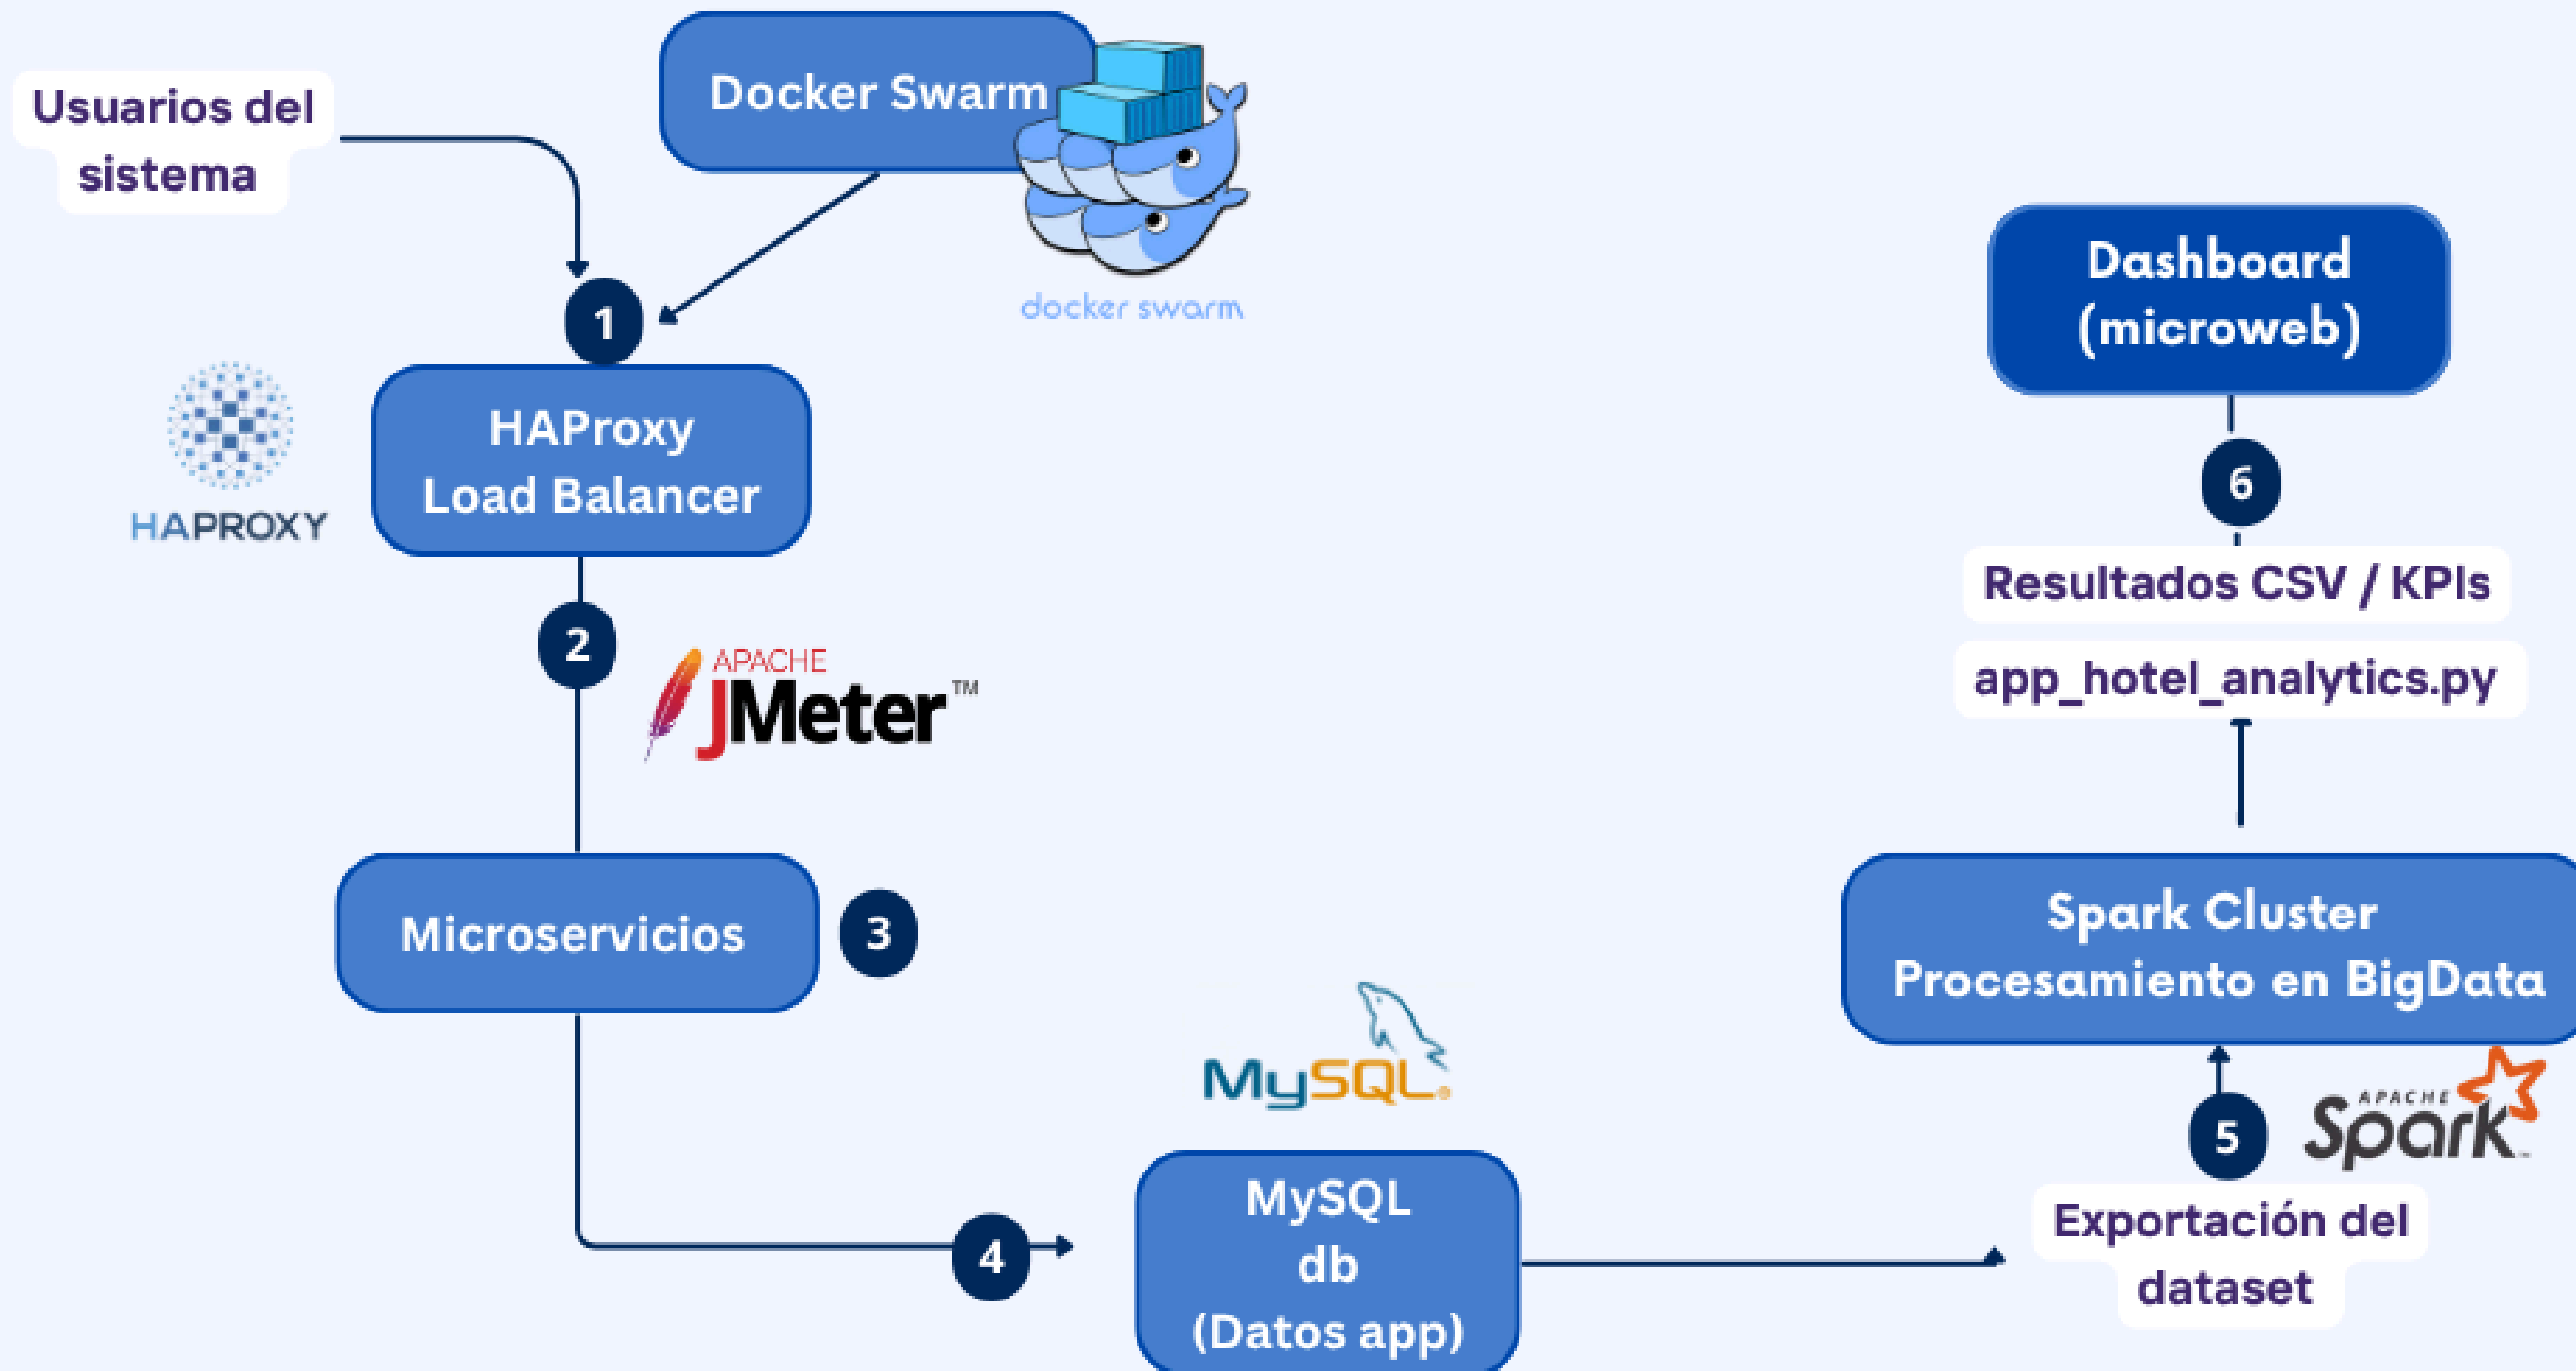 Usuarios del
sistema
Docker Swarm
docker swarm
1
HAProxy
Load Balancer
HAPROXY
2
APACHE
JMeter™
Microservicios
3
4
MySQL®
MySQL
db
(Datos app)
Exportación del
dataset
5
APACHE
Spark™
Spark Cluster
Procesamiento en BigData
app_hotel_analytics.py
Resultados CSV / KPIs
6
Dashboard
(microweb)